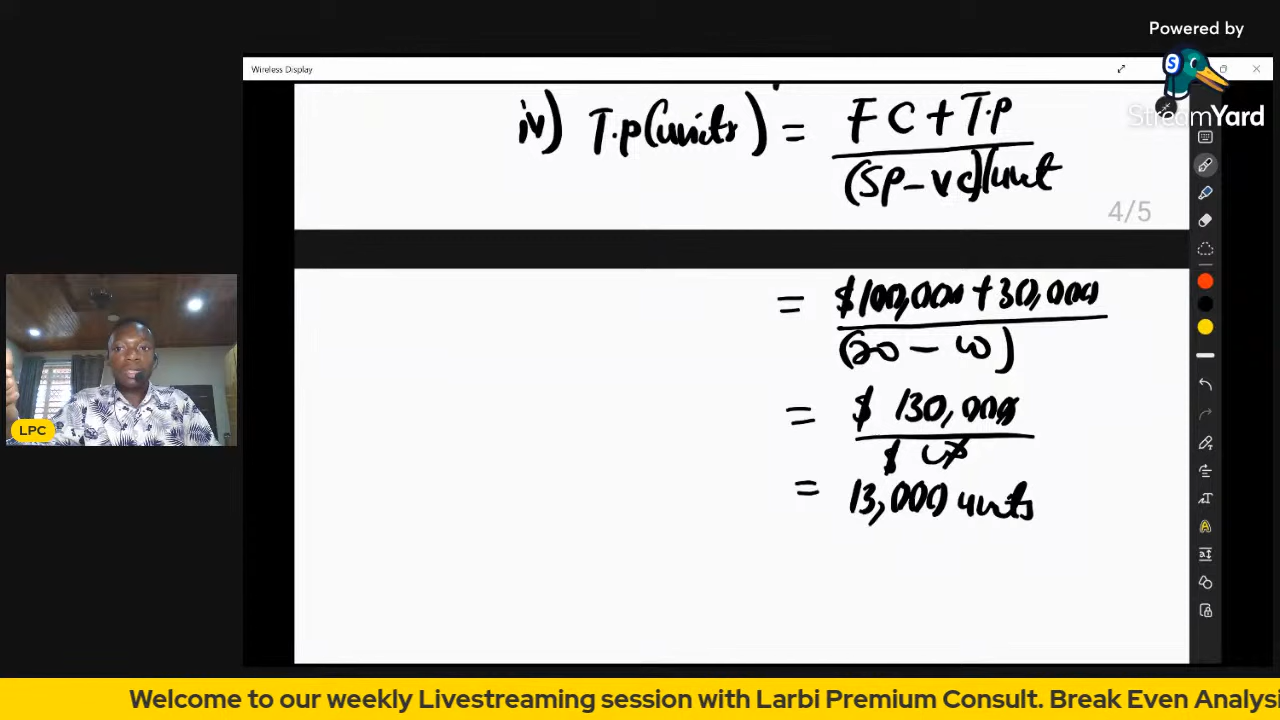 Powered by
StreamYard
Wireless Display
iv) T.p(units) = FC + T.P
(SP - VC)/unit
4/5
= $100,000 + 30,000
(20 - 10)
= $ 130,000
$ 10
= 13,000 units
LPC
Welcome to our weekly Livestreaming session with Larbi Premium Consult. Break Even Analysi